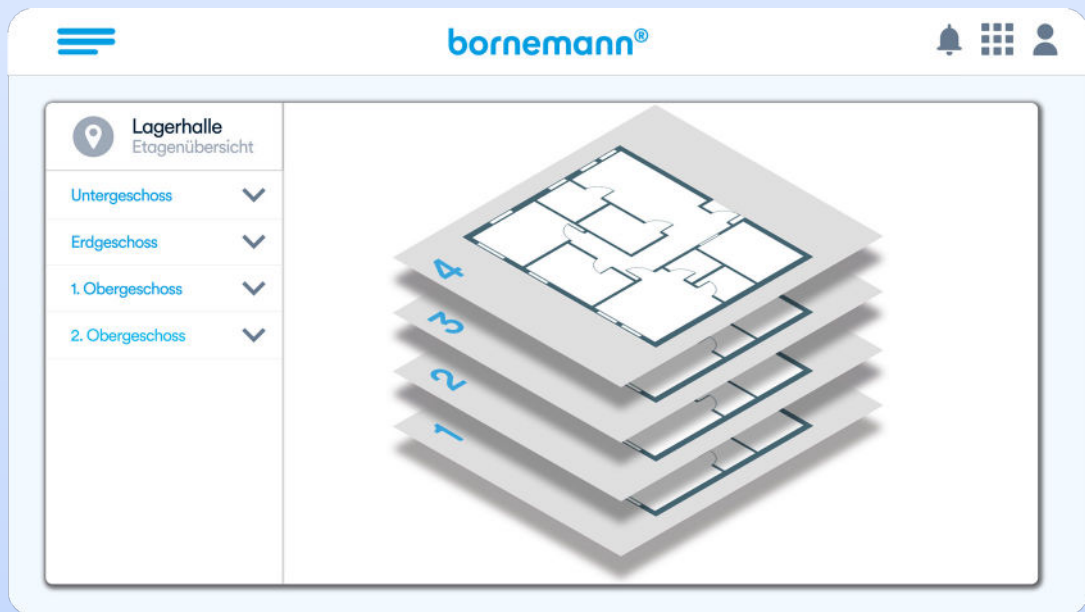 bornemann®
Lagerhalle
Etagenübersicht
Untergeschoss
Erdgeschoss
1. Obergeschoss
2. Obergeschoss
4
3
2
1